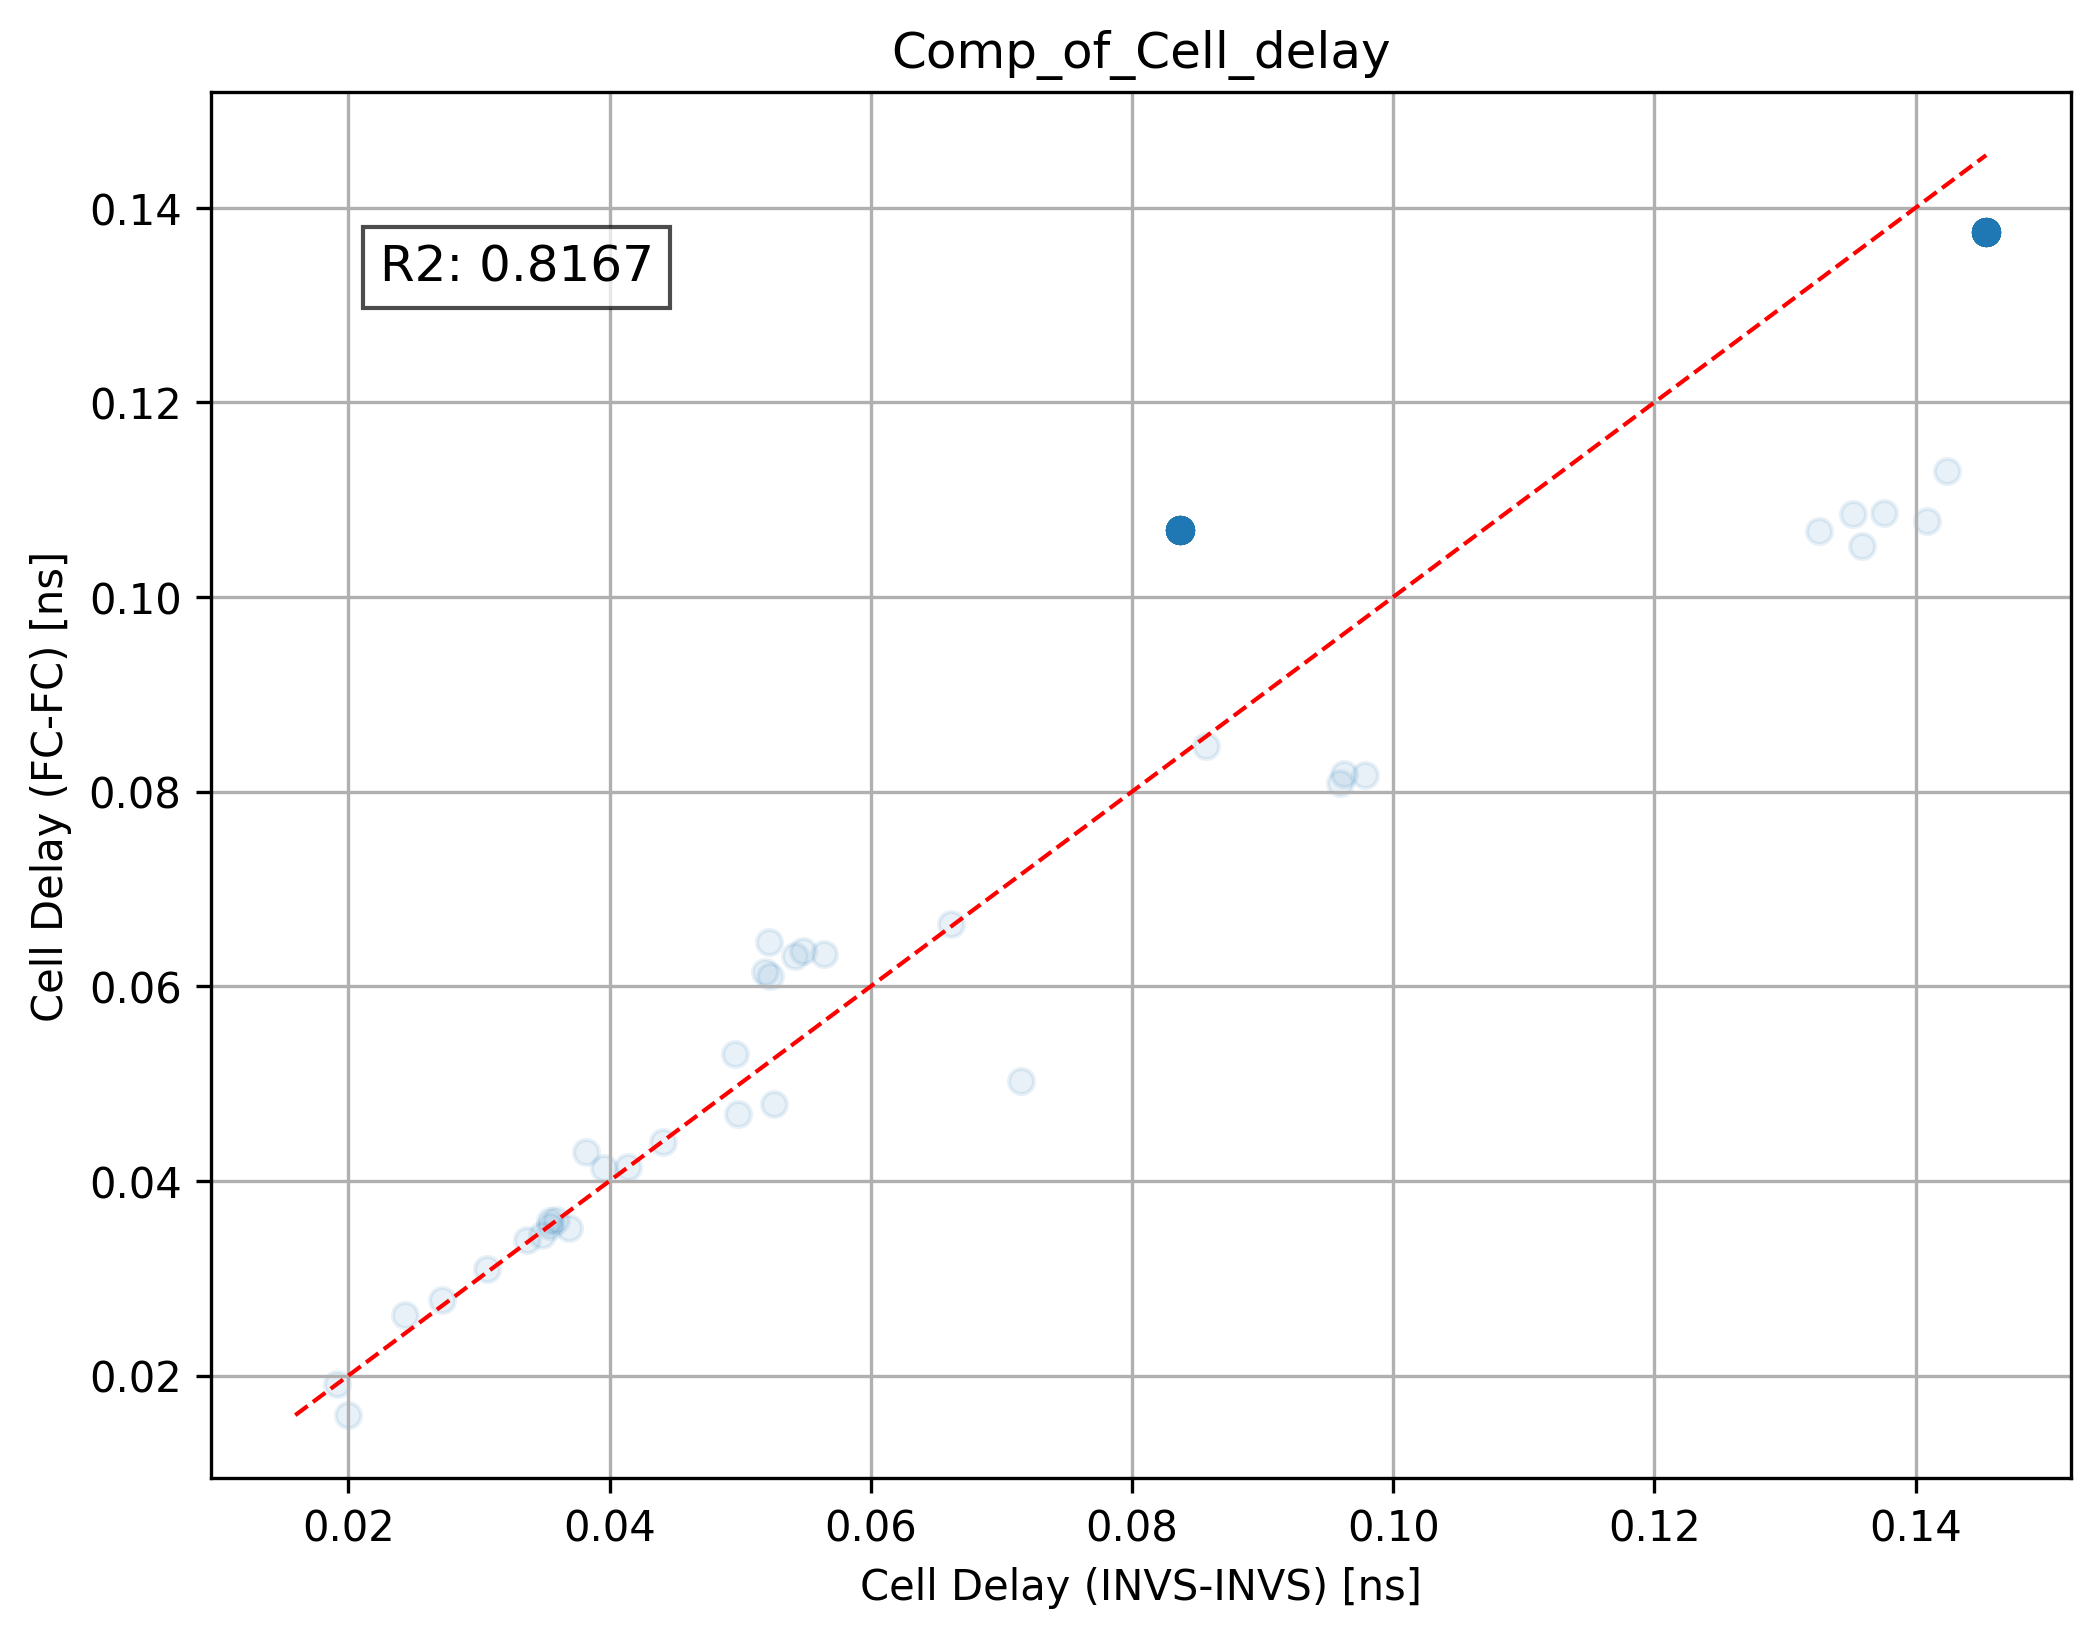 Comp_of_Cell_delay
R2: 0.8167
Cell Delay (FC-FC) [ns]
0.14
0.12
0.10
0.08
0.06
0.04
0.02
0.02 0.04 0.06 0.08 0.10 0.12 0.14
Cell Delay (INVS-INVS) [ns]